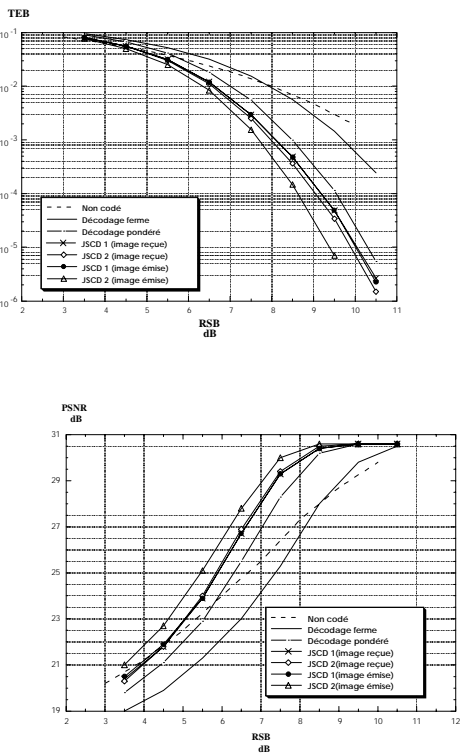 TEB
10-1
10-2
10-3
10-4
10-5
10-6
Non codé
Décodage ferme
Décodage pondéré
JSCD 1 (image reçue)
JSCD 2 (image reçue)
JSCD 1 (image émise)
JSCD 2 (image émise)
2 3 4 5 6 7 8 9 10 11
RSB
dB
PSNR
dB
31
29
27
25
23
21
19
Non codé
Décodage ferme
Décodage pondéré
JSCD 1(image reçue)
JSCD 2(image reçue)
JSCD 1(image émise)
JSCD 2(image émise)
2 3 4 5 6 7 8 9 10 11 12
RSB
dB